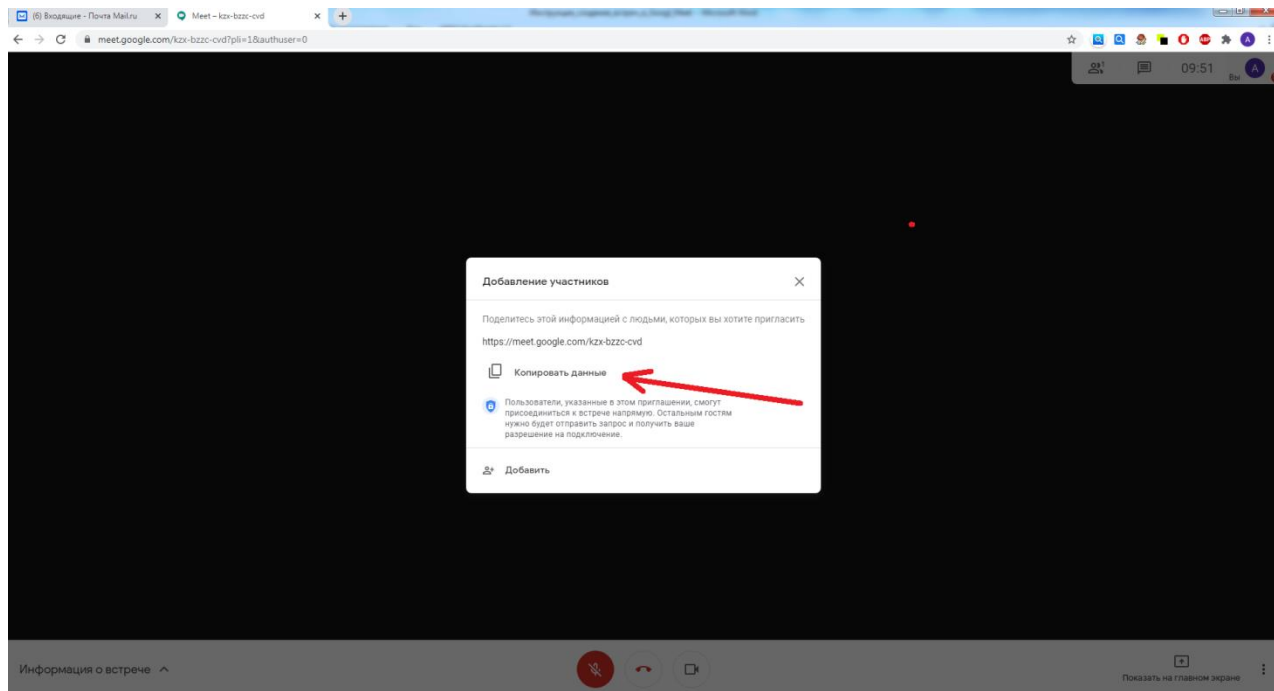 (6) Входящие - Почта Mail.ru
Meet – kzx-bzzc-cvd
meet.google.com/kzx-bzzc-cvd?pli=1&authuser=0
ABP
A
1
09:51
Вы
A
Добавление участников
Поделитесь этой информацией с людьми, которых вы хотите пригласить
https://meet.google.com/kzx-bzzc-cvd
Копировать данные
Пользователи, указанные в этом приглашении, смогут
присоединиться к встрече напрямую. Остальным гостям
нужно будет отправить запрос и получить ваше
разрешение на подключение.
Добавить
Информация о встрече
Показать на главном экране